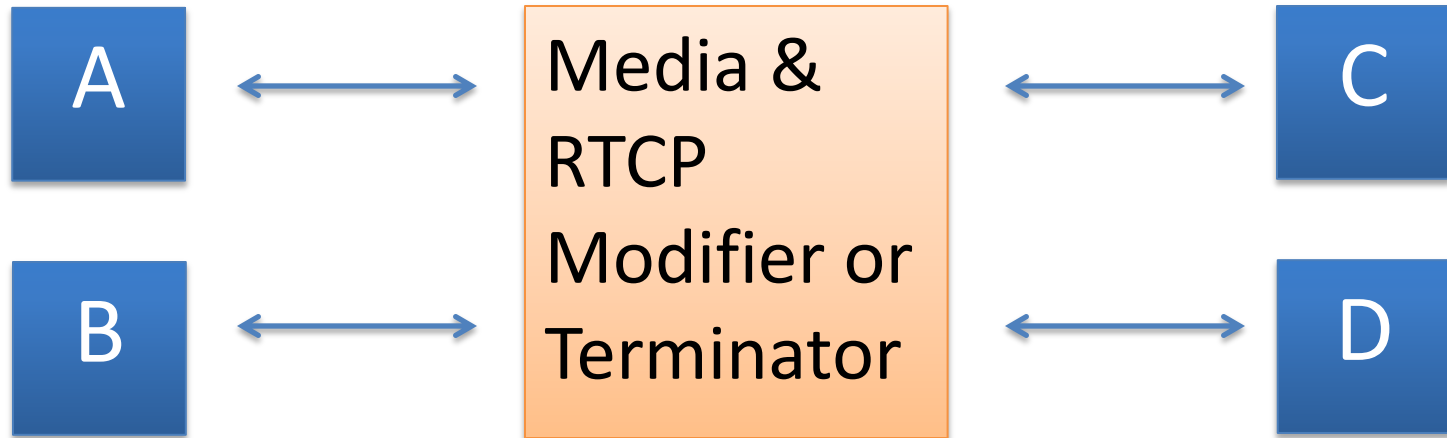 A
Media &
C
RTCP
Modifier or
B
D
Terminator